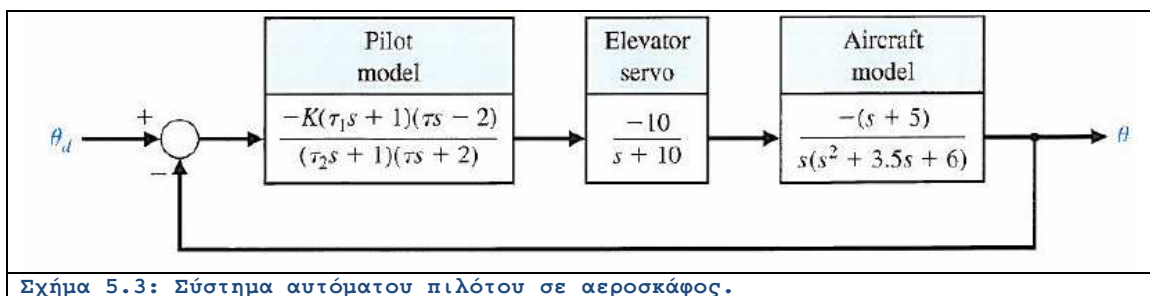 Pilot
model
−K(τ₁s + 1)(τs − 2)
(τ₂s + 1)(τs + 2)
Elevator
servo
−10
s + 10
Aircraft
model
−(s + 5)
s(s² + 3.5s + 6)
θ_d
+
−
θ
Σχήμα 5.3: Σύστημα αυτόματου πιλότου σε αεροσκάφος.